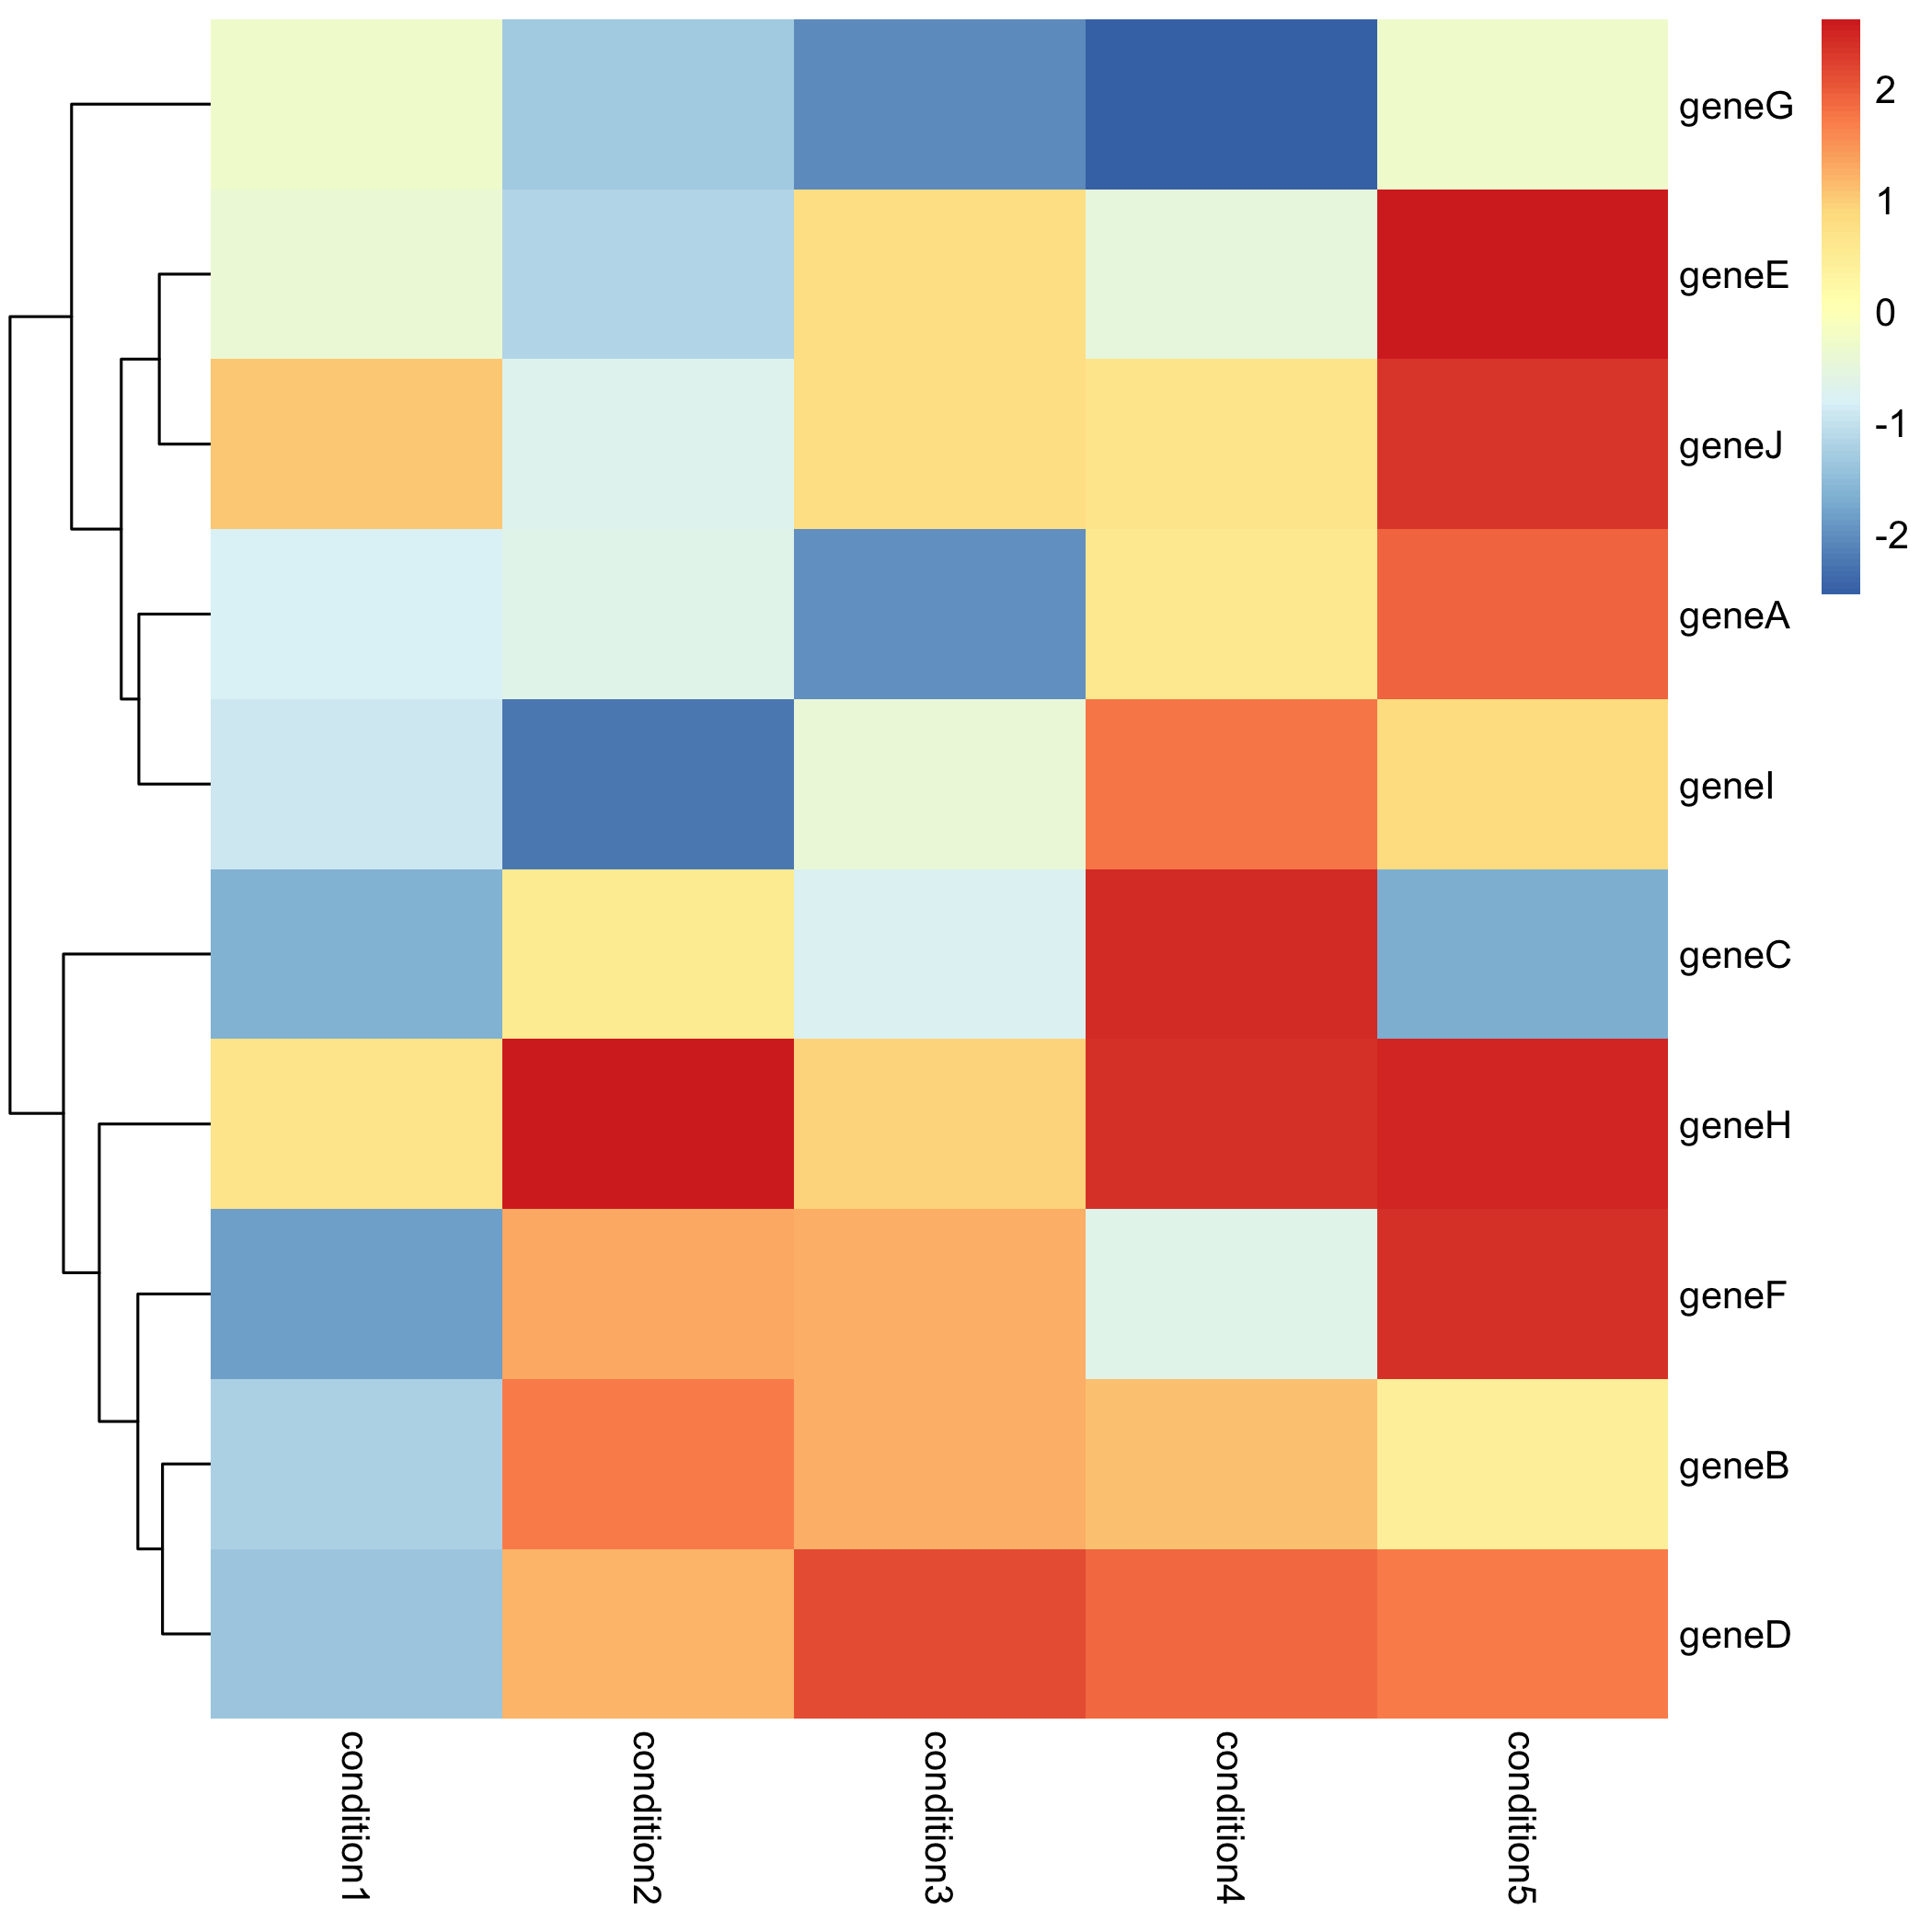 geneG
geneE
geneJ
geneA
geneI
geneC
geneH
geneF
geneB
geneD
2
1
0
-1
-2
condition1
condition2
condition3
condition4
condition5